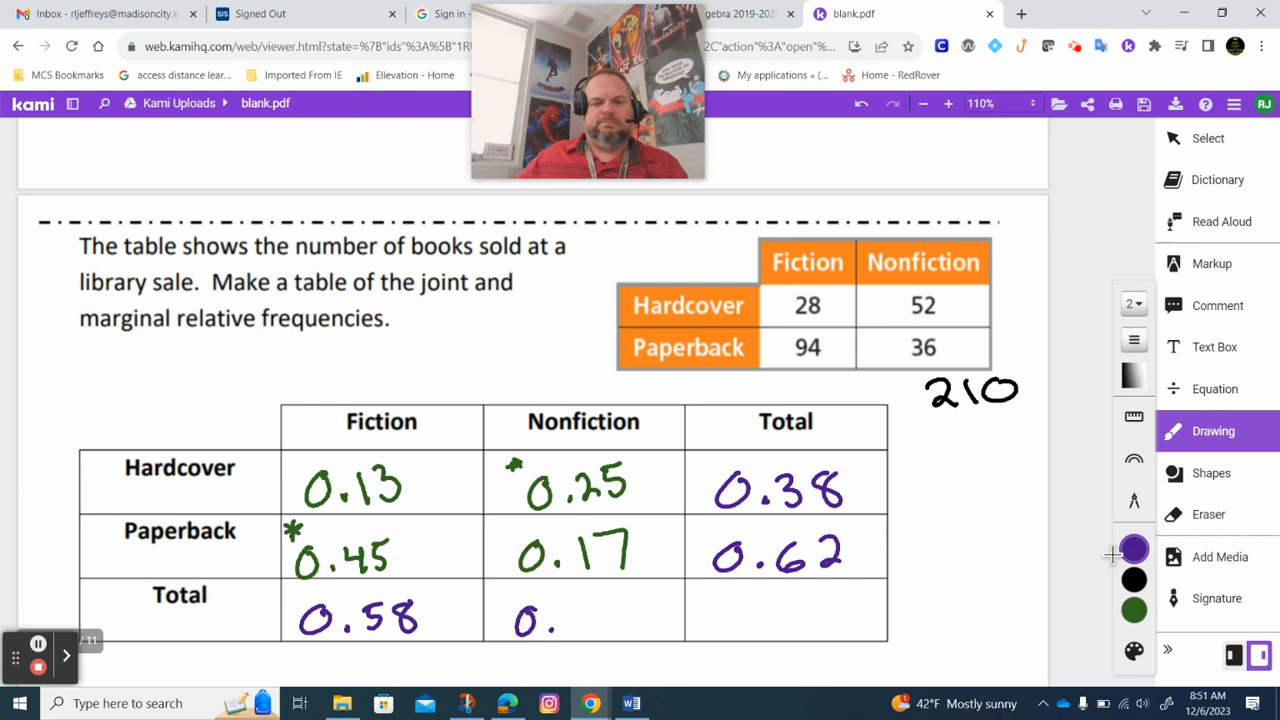 Inbox - rljeffreys@madisoncity.k
Signed Out
Sign in -
gebra 2019-202
blank.pdf
web.kamihq.com/web/viewer.html?state=%7B"ids"%3A%5B"1R
2C"action"%3A"open"%...
MCS Bookmarks
access distance lear...
Imported From IE
Ellevation - Home
My applications «
Home - RedRover
kami
Kami Uploads
blank.pdf
110%
RJ
The table shows the number of books sold at a
library sale. Make a table of the joint and
marginal relative frequencies.
Fiction Nonfiction
Hardcover 28 52
Paperback 94 36
210
Fiction Nonfiction Total
Hardcover 0.13 *0.25 0.38
Paperback *0.45 0.17 0.62
Total 0.58 0.
Select
Dictionary
Read Aloud
Markup
Comment
Text Box
Equation
Drawing
Shapes
Eraser
Add Media
Signature
2
/ 11
Type here to search
42°F Mostly sunny
8:51 AM
12/6/2023